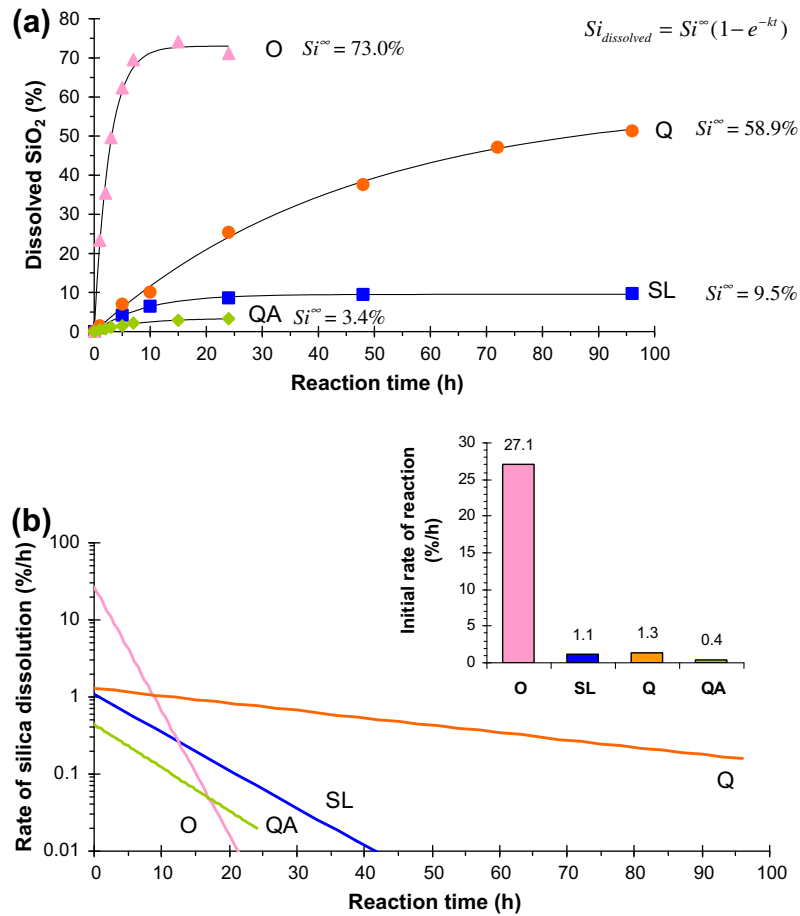 (a)
Si_dissolved = Si^∞(1 − e^−kt)
Dissolved SiO₂ (%)
80
70
60
50
40
30
20
10
0
O Si^∞ = 73.0%
Q Si^∞ = 58.9%
SL Si^∞ = 9.5%
QA Si^∞ = 3.4%
0 10 20 30 40 50 60 70 80 90 100
Reaction time (h)
(b)
Rate of silica dissolution (%/h)
100
10
1
0.1
0.01
O
QA
SL
Q
0 10 20 30 40 50 60 70 80 90 100
Reaction time (h)
Initial rate of reaction
(%/h)
30
25
20
15
10
5
0
27.1
1.1
1.3
0.4
O SL Q QA